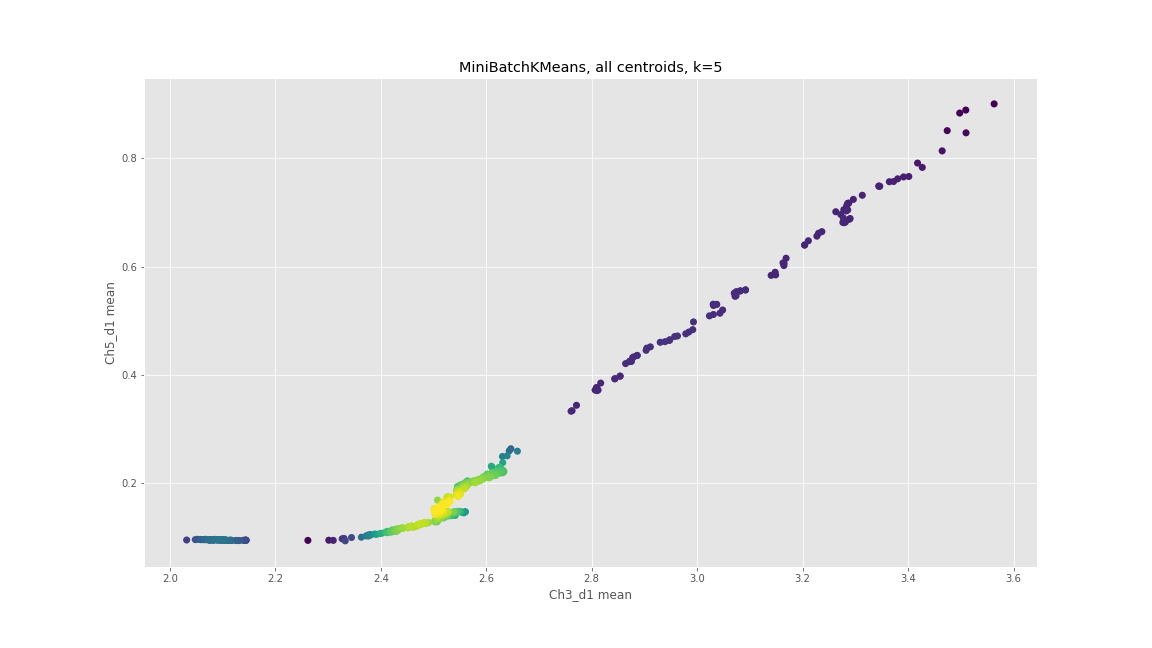 MiniBatchKMeans, all centroids, k=5
0.8
0.6
0.4
0.2
Ch5_d1 mean
2.0 2.2 2.4 2.6 2.8 3.0 3.2 3.4 3.6
Ch3_d1 mean